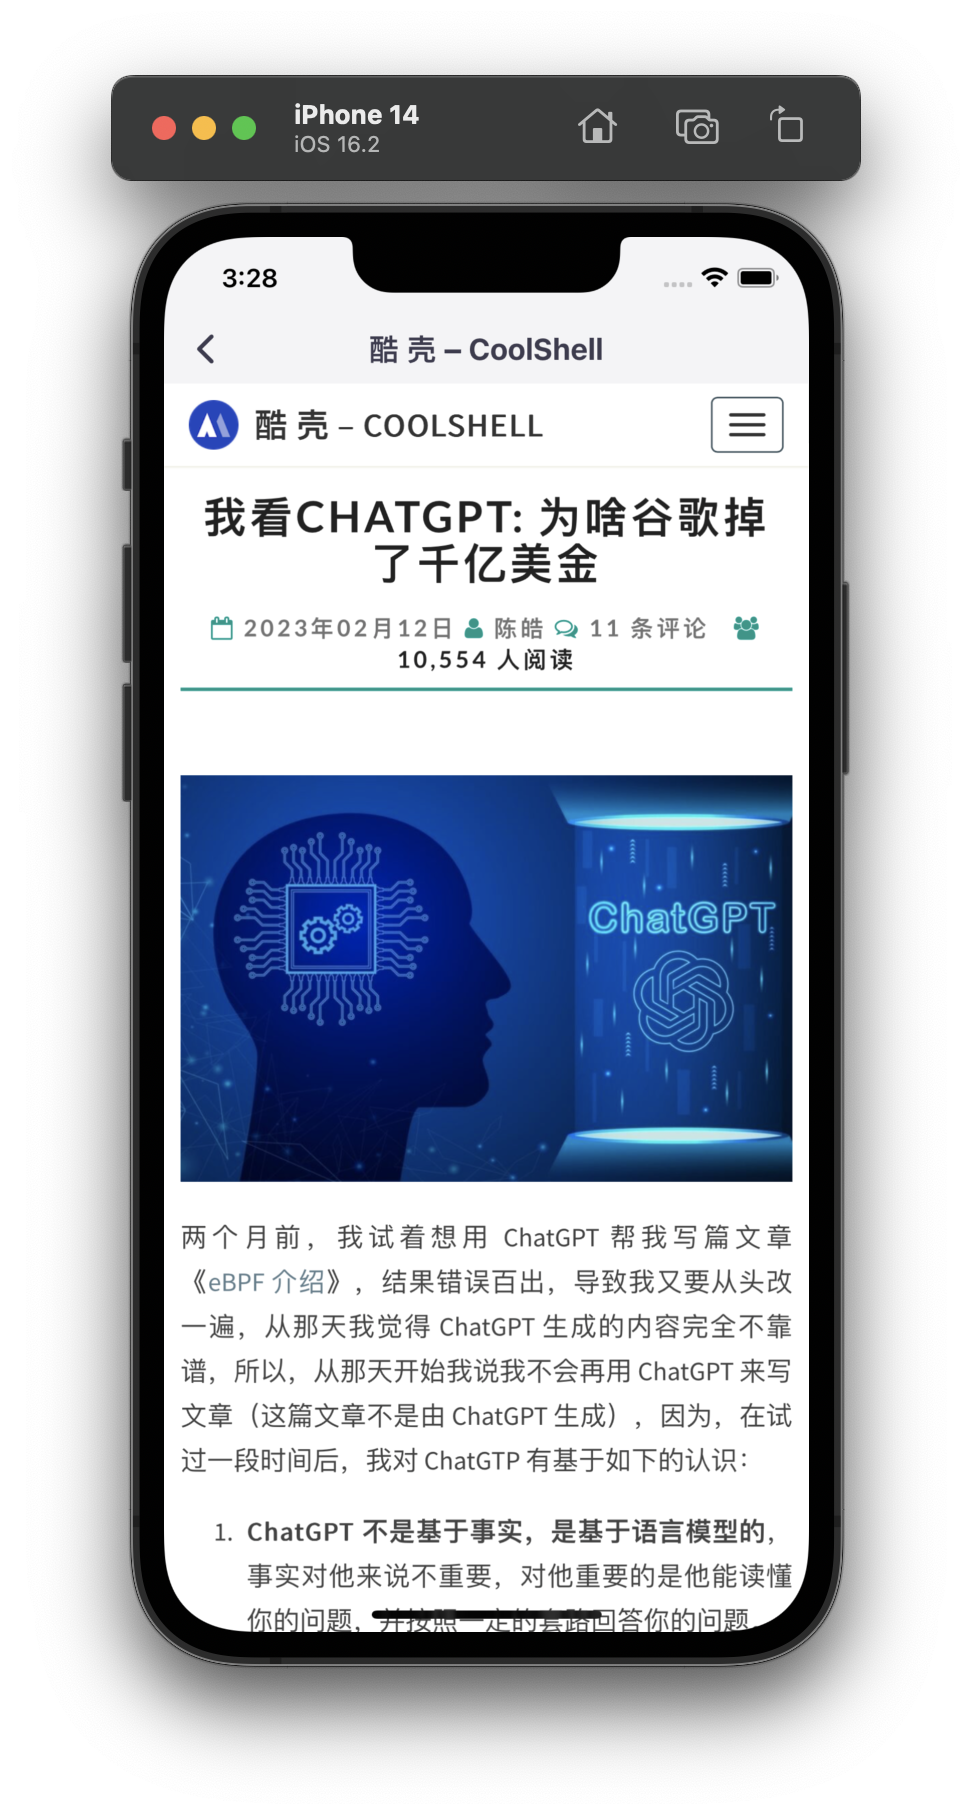 iPhone 14
iOS 16.2
3:28
酷 壳 – CoolShell
酷 壳 – COOLSHELL
我看CHATGPT: 为啥谷歌掉
了千亿美金
2023年02月12日 陈皓 11 条评论
10,554 人阅读
ChatGPT
两个月前，我试着想用 ChatGPT 帮我写篇文章
《eBPF 介绍》，结果错误百出，导致我又要从头改
一遍，从那天我觉得 ChatGPT 生成的内容完全不靠
谱，所以，从那天开始我说我不会再用 ChatGPT 来写
文章（这篇文章不是由 ChatGPT 生成），因为，在试
过一段时间后，我对 ChatGTP 有基于如下的认识：
1. ChatGPT 不是基于事实，是基于语言模型的，
事实对他来说不重要，对他重要的是他能读懂
你的问题，并按照一定的套路回答你的问题。